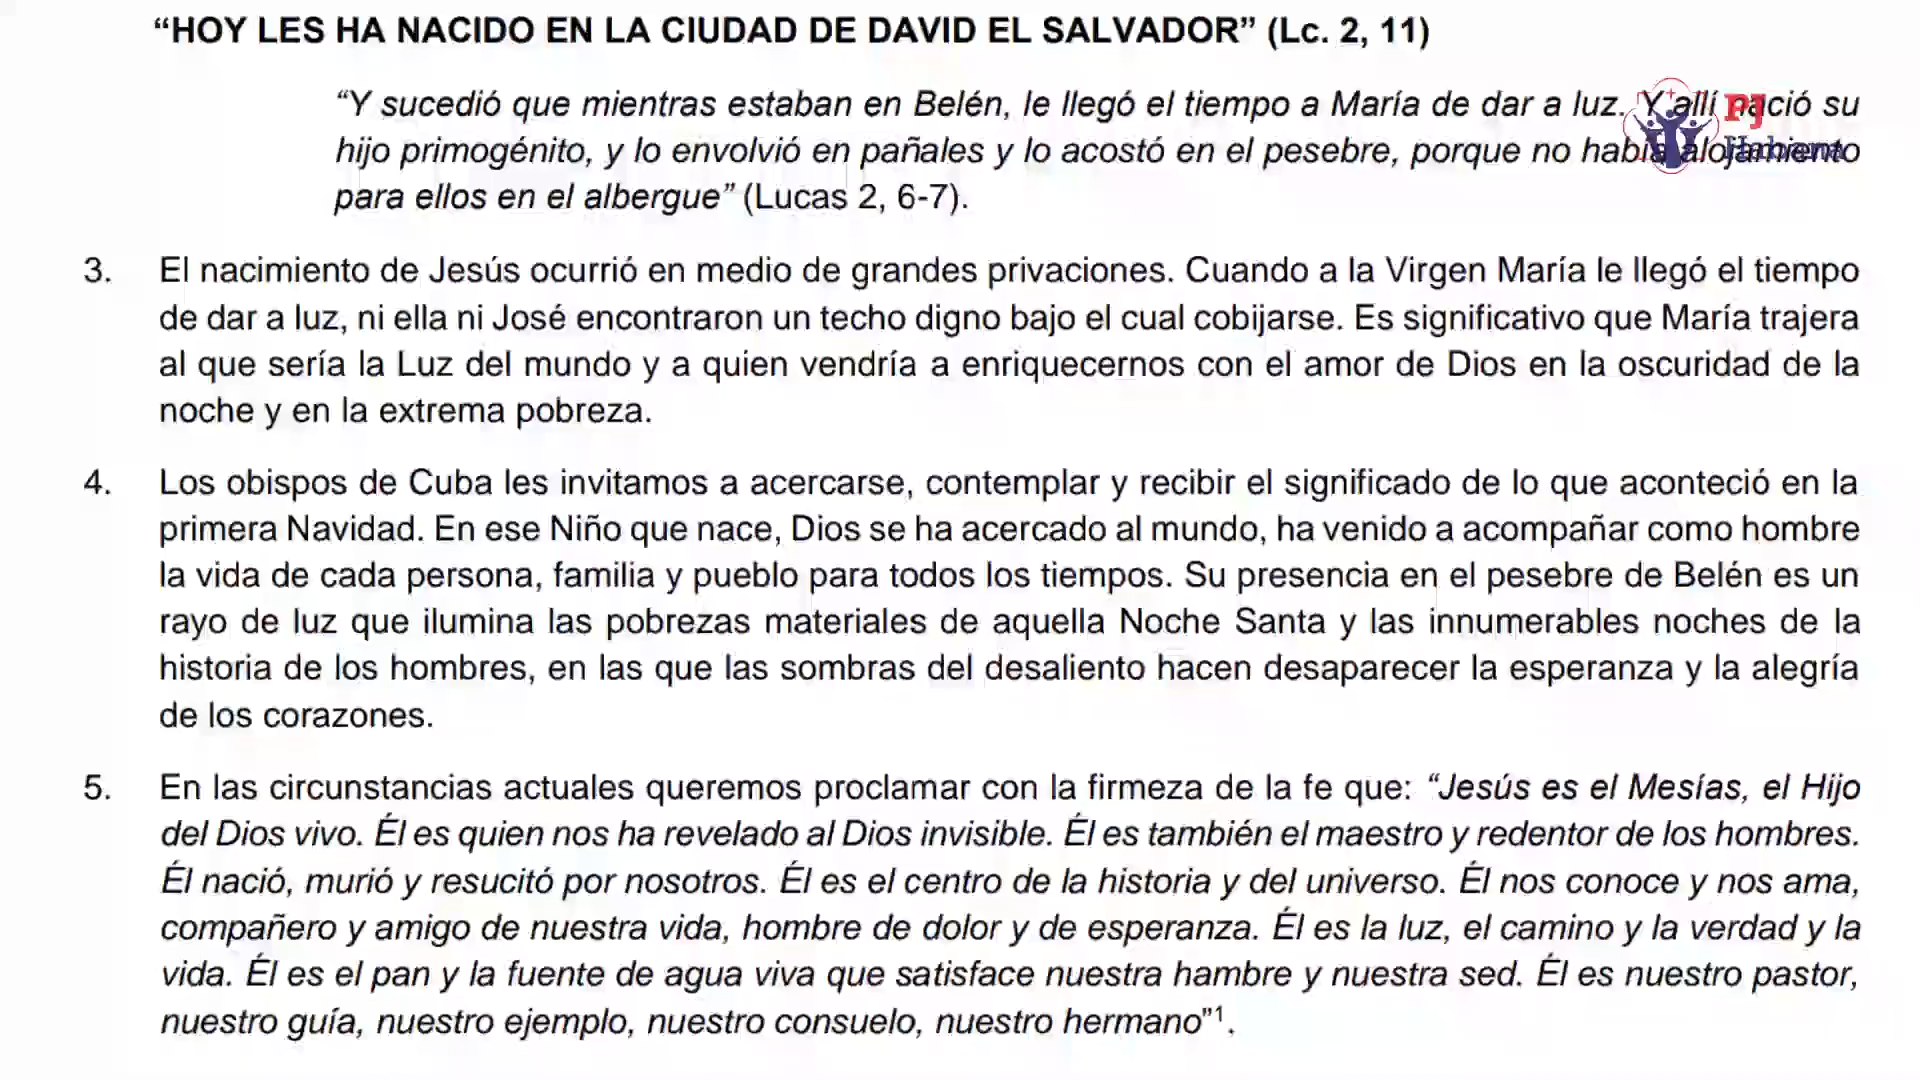 “HOY LES HA NACIDO EN LA CIUDAD DE DAVID EL SALVADOR” (Lc. 2, 11)
“Y sucedió que mientras estaban en Belén, le llegó el tiempo a María de dar a luz. Y allí nació su
hijo primogénito, y lo envolvió en pañales y lo acostó en el pesebre, porque no había alojamiento
para ellos en el albergue” (Lucas 2, 6-7).
PJ
Habana
3. El nacimiento de Jesús ocurrió en medio de grandes privaciones. Cuando a la Virgen María le llegó el tiempo
de dar a luz, ni ella ni José encontraron un techo digno bajo el cual cobijarse. Es significativo que María trajera
al que sería la Luz del mundo y a quien vendría a enriquecernos con el amor de Dios en la oscuridad de la
noche y en la extrema pobreza.
4. Los obispos de Cuba les invitamos a acercarse, contemplar y recibir el significado de lo que aconteció en la
primera Navidad. En ese Niño que nace, Dios se ha acercado al mundo, ha venido a acompañar como hombre
la vida de cada persona, familia y pueblo para todos los tiempos. Su presencia en el pesebre de Belén es un
rayo de luz que ilumina las pobrezas materiales de aquella Noche Santa y las innumerables noches de la
historia de los hombres, en las que las sombras del desaliento hacen desaparecer la esperanza y la alegría
de los corazones.
5. En las circunstancias actuales queremos proclamar con la firmeza de la fe que: “Jesús es el Mesías, el Hijo
del Dios vivo. Él es quien nos ha revelado al Dios invisible. Él es también el maestro y redentor de los hombres.
Él nació, murió y resucitó por nosotros. Él es el centro de la historia y del universo. Él nos conoce y nos ama,
compañero y amigo de nuestra vida, hombre de dolor y de esperanza. Él es la luz, el camino y la verdad y la
vida. Él es el pan y la fuente de agua viva que satisface nuestra hambre y nuestra sed. Él es nuestro pastor,
nuestro guía, nuestro ejemplo, nuestro consuelo, nuestro hermano”¹.